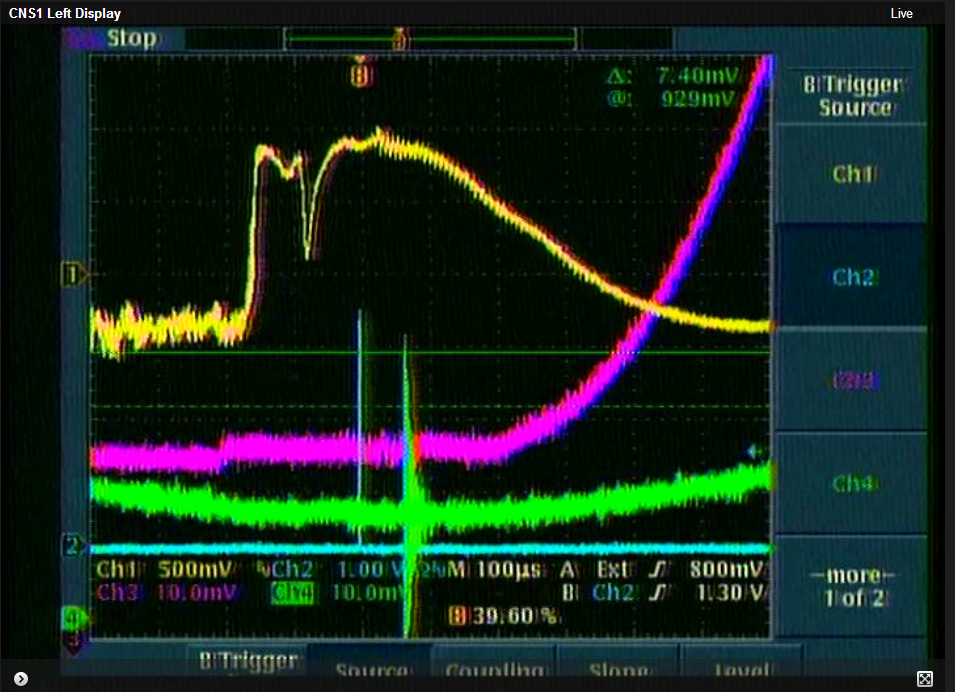 CNS1 Left Display
Live
Stop
B Trigger
Source
Δ: 7.40mV
@: 929mV
B
B
Ch1
1
Ch2
Ch3
Ch4
2
Ch1 500mV Ch2 1.00 V M 100µs A Ext 800mV
Ch3 10.0mV Ch4 10.0mV B Ch2 1.30 V
B 39.60 %
-more-
1 of 2
4
3
B Trigger
Source
Coupling
Slope
Level